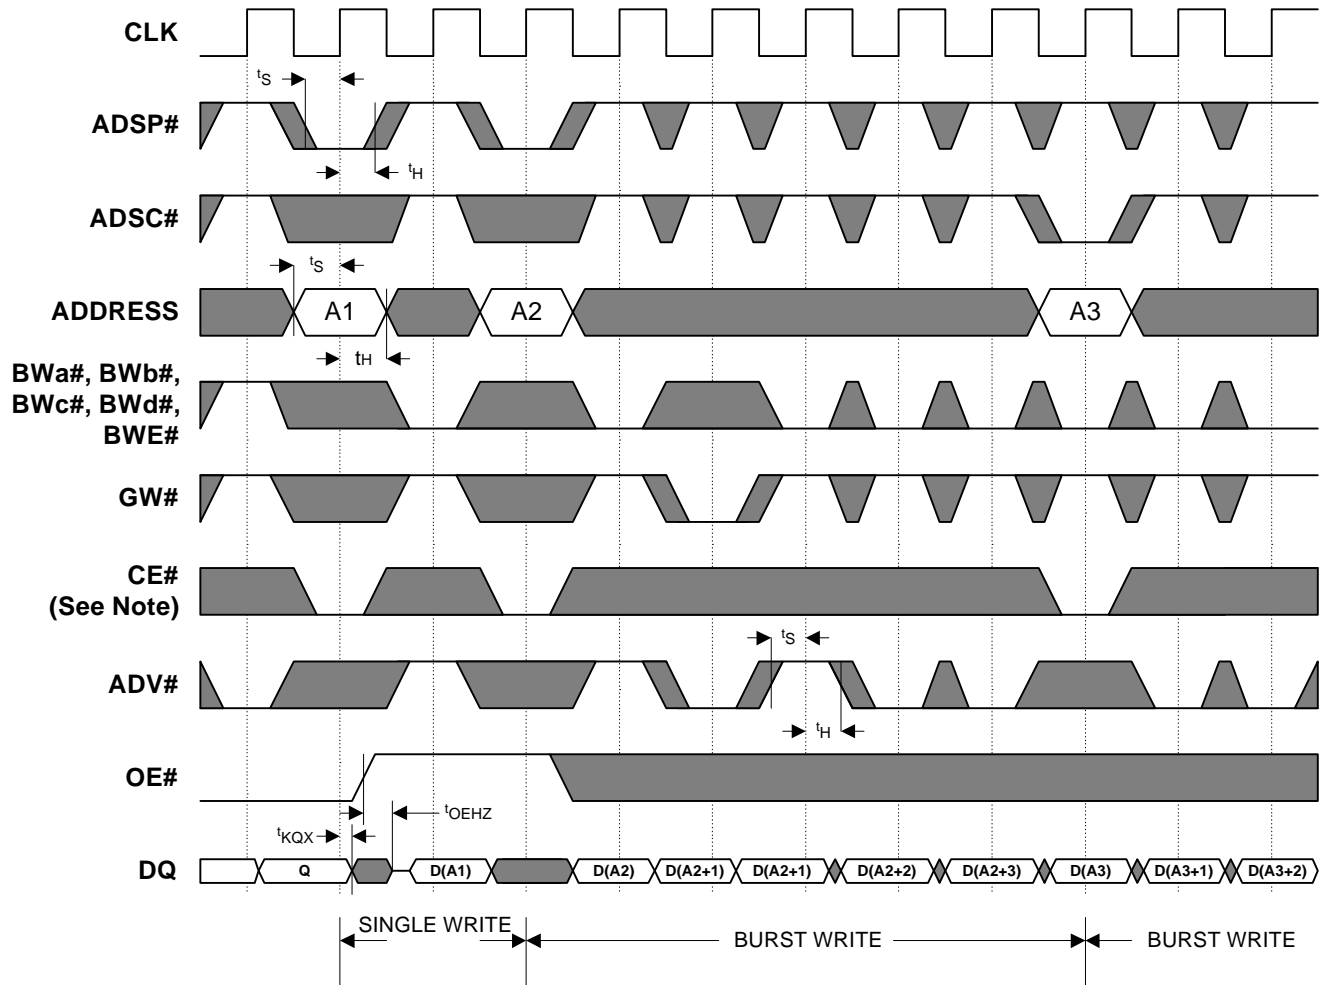 CLK
tS
ADSP#
tH
ADSC#
tS
ADDRESS
A1
A2
A3
tH
BWa#, BWb#,
BWc#, BWd#,
BWE#
GW#
CE#
(See Note)
tS
ADV#
tH
OE#
tOEHZ
tKQX
DQ
Q
D(A1)
D(A2)
D(A2+1)
D(A2+1)
D(A2+2)
D(A2+3)
D(A3)
D(A3+1)
D(A3+2)
SINGLE WRITE
BURST WRITE
BURST WRITE